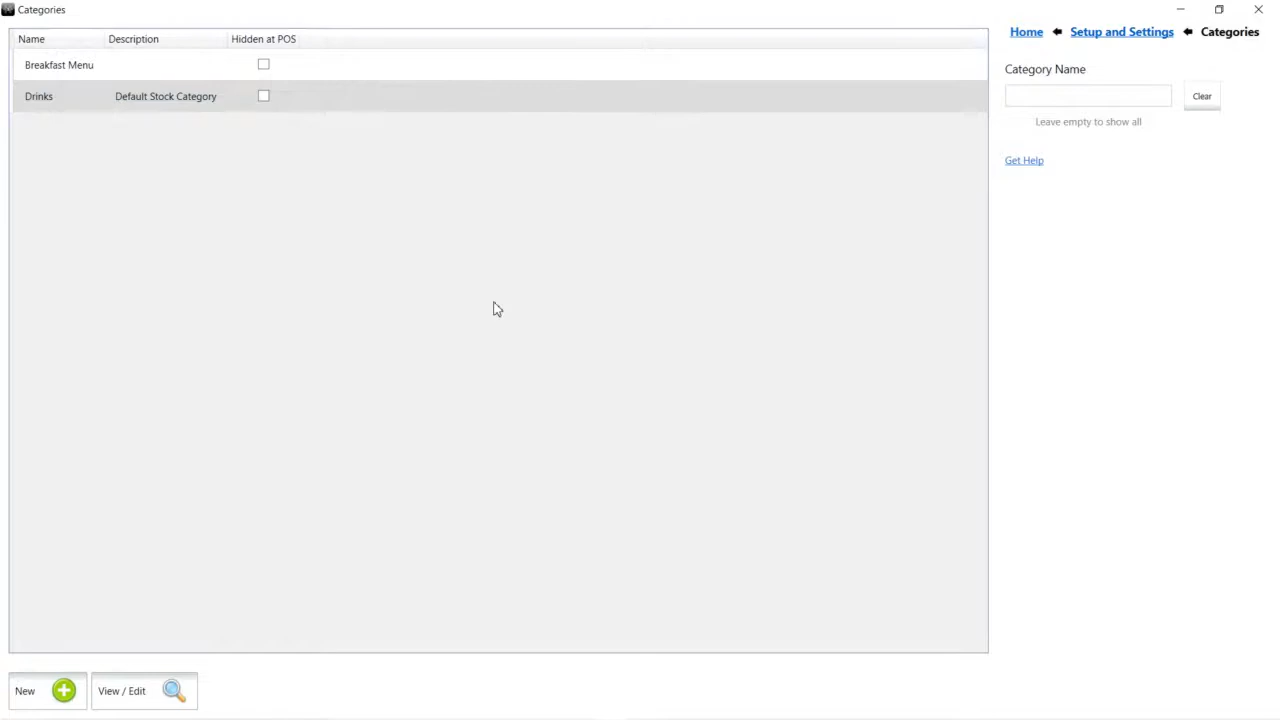 Categories
Name Description Hidden at POS
Breakfast Menu
Drinks Default Stock Category
Home Setup and Settings Categories
Category Name
Clear
Leave empty to show all
Get Help
New View / Edit